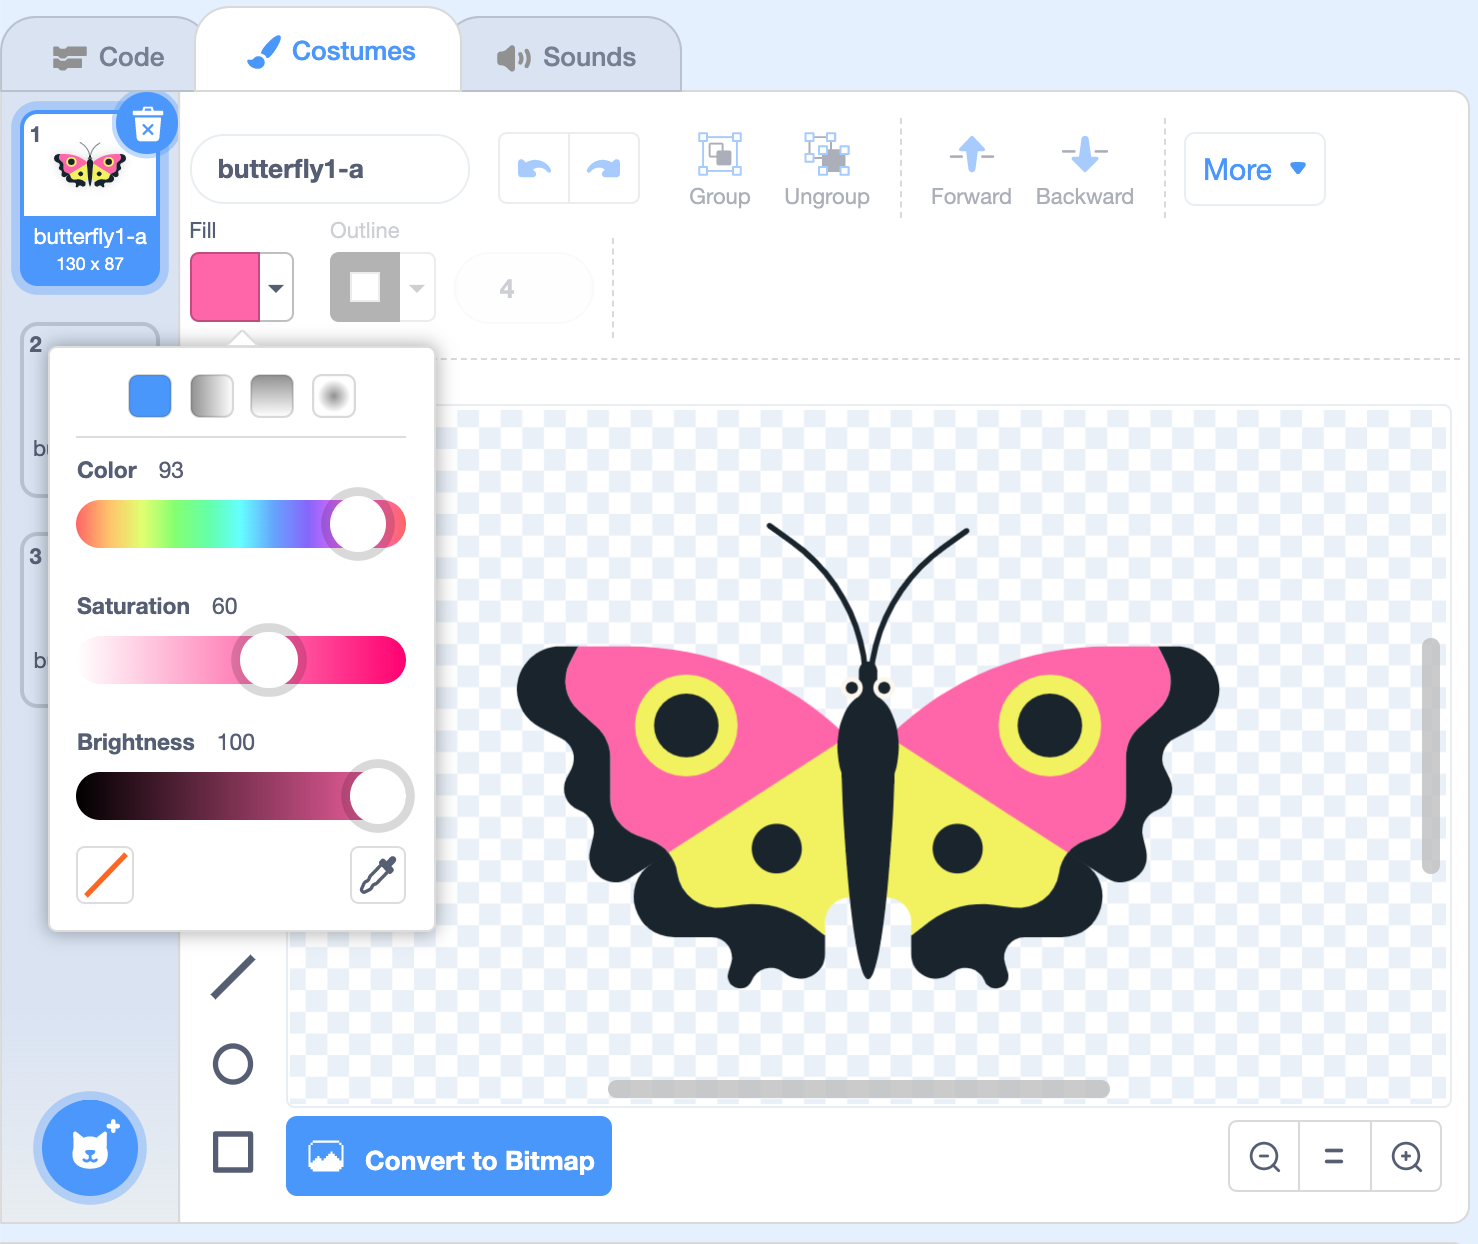 Code
Costumes
Sounds
1
butterfly1-a
130 x 87
2
bu
3
b
butterfly1-a
Group
Ungroup
Forward
Backward
More
Fill
Outline
4
Color 93
Saturation 60
Brightness 100
Convert to Bitmap